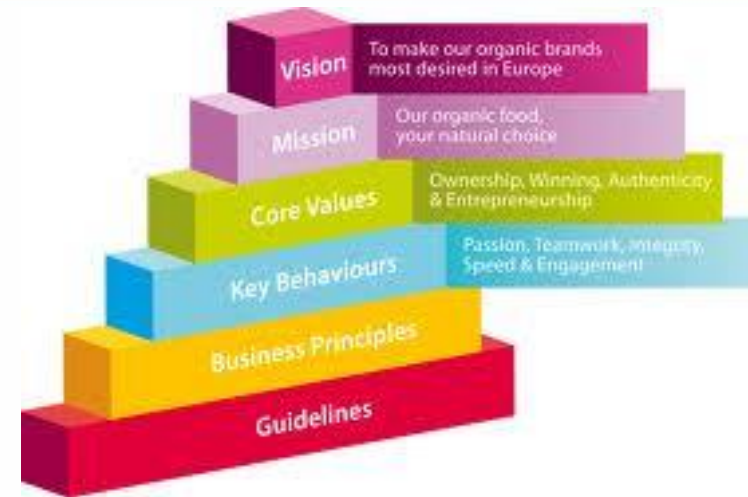 Vision
To make our organic brands
most desired in Europe
Mission
Our organic food,
your natural choice
Core Values
Ownership, Winning, Authenticity
& Entrepreneurship
Key Behaviours
Passion, Teamwork, Integrity,
Speed & Engagement
Business Principles
Guidelines